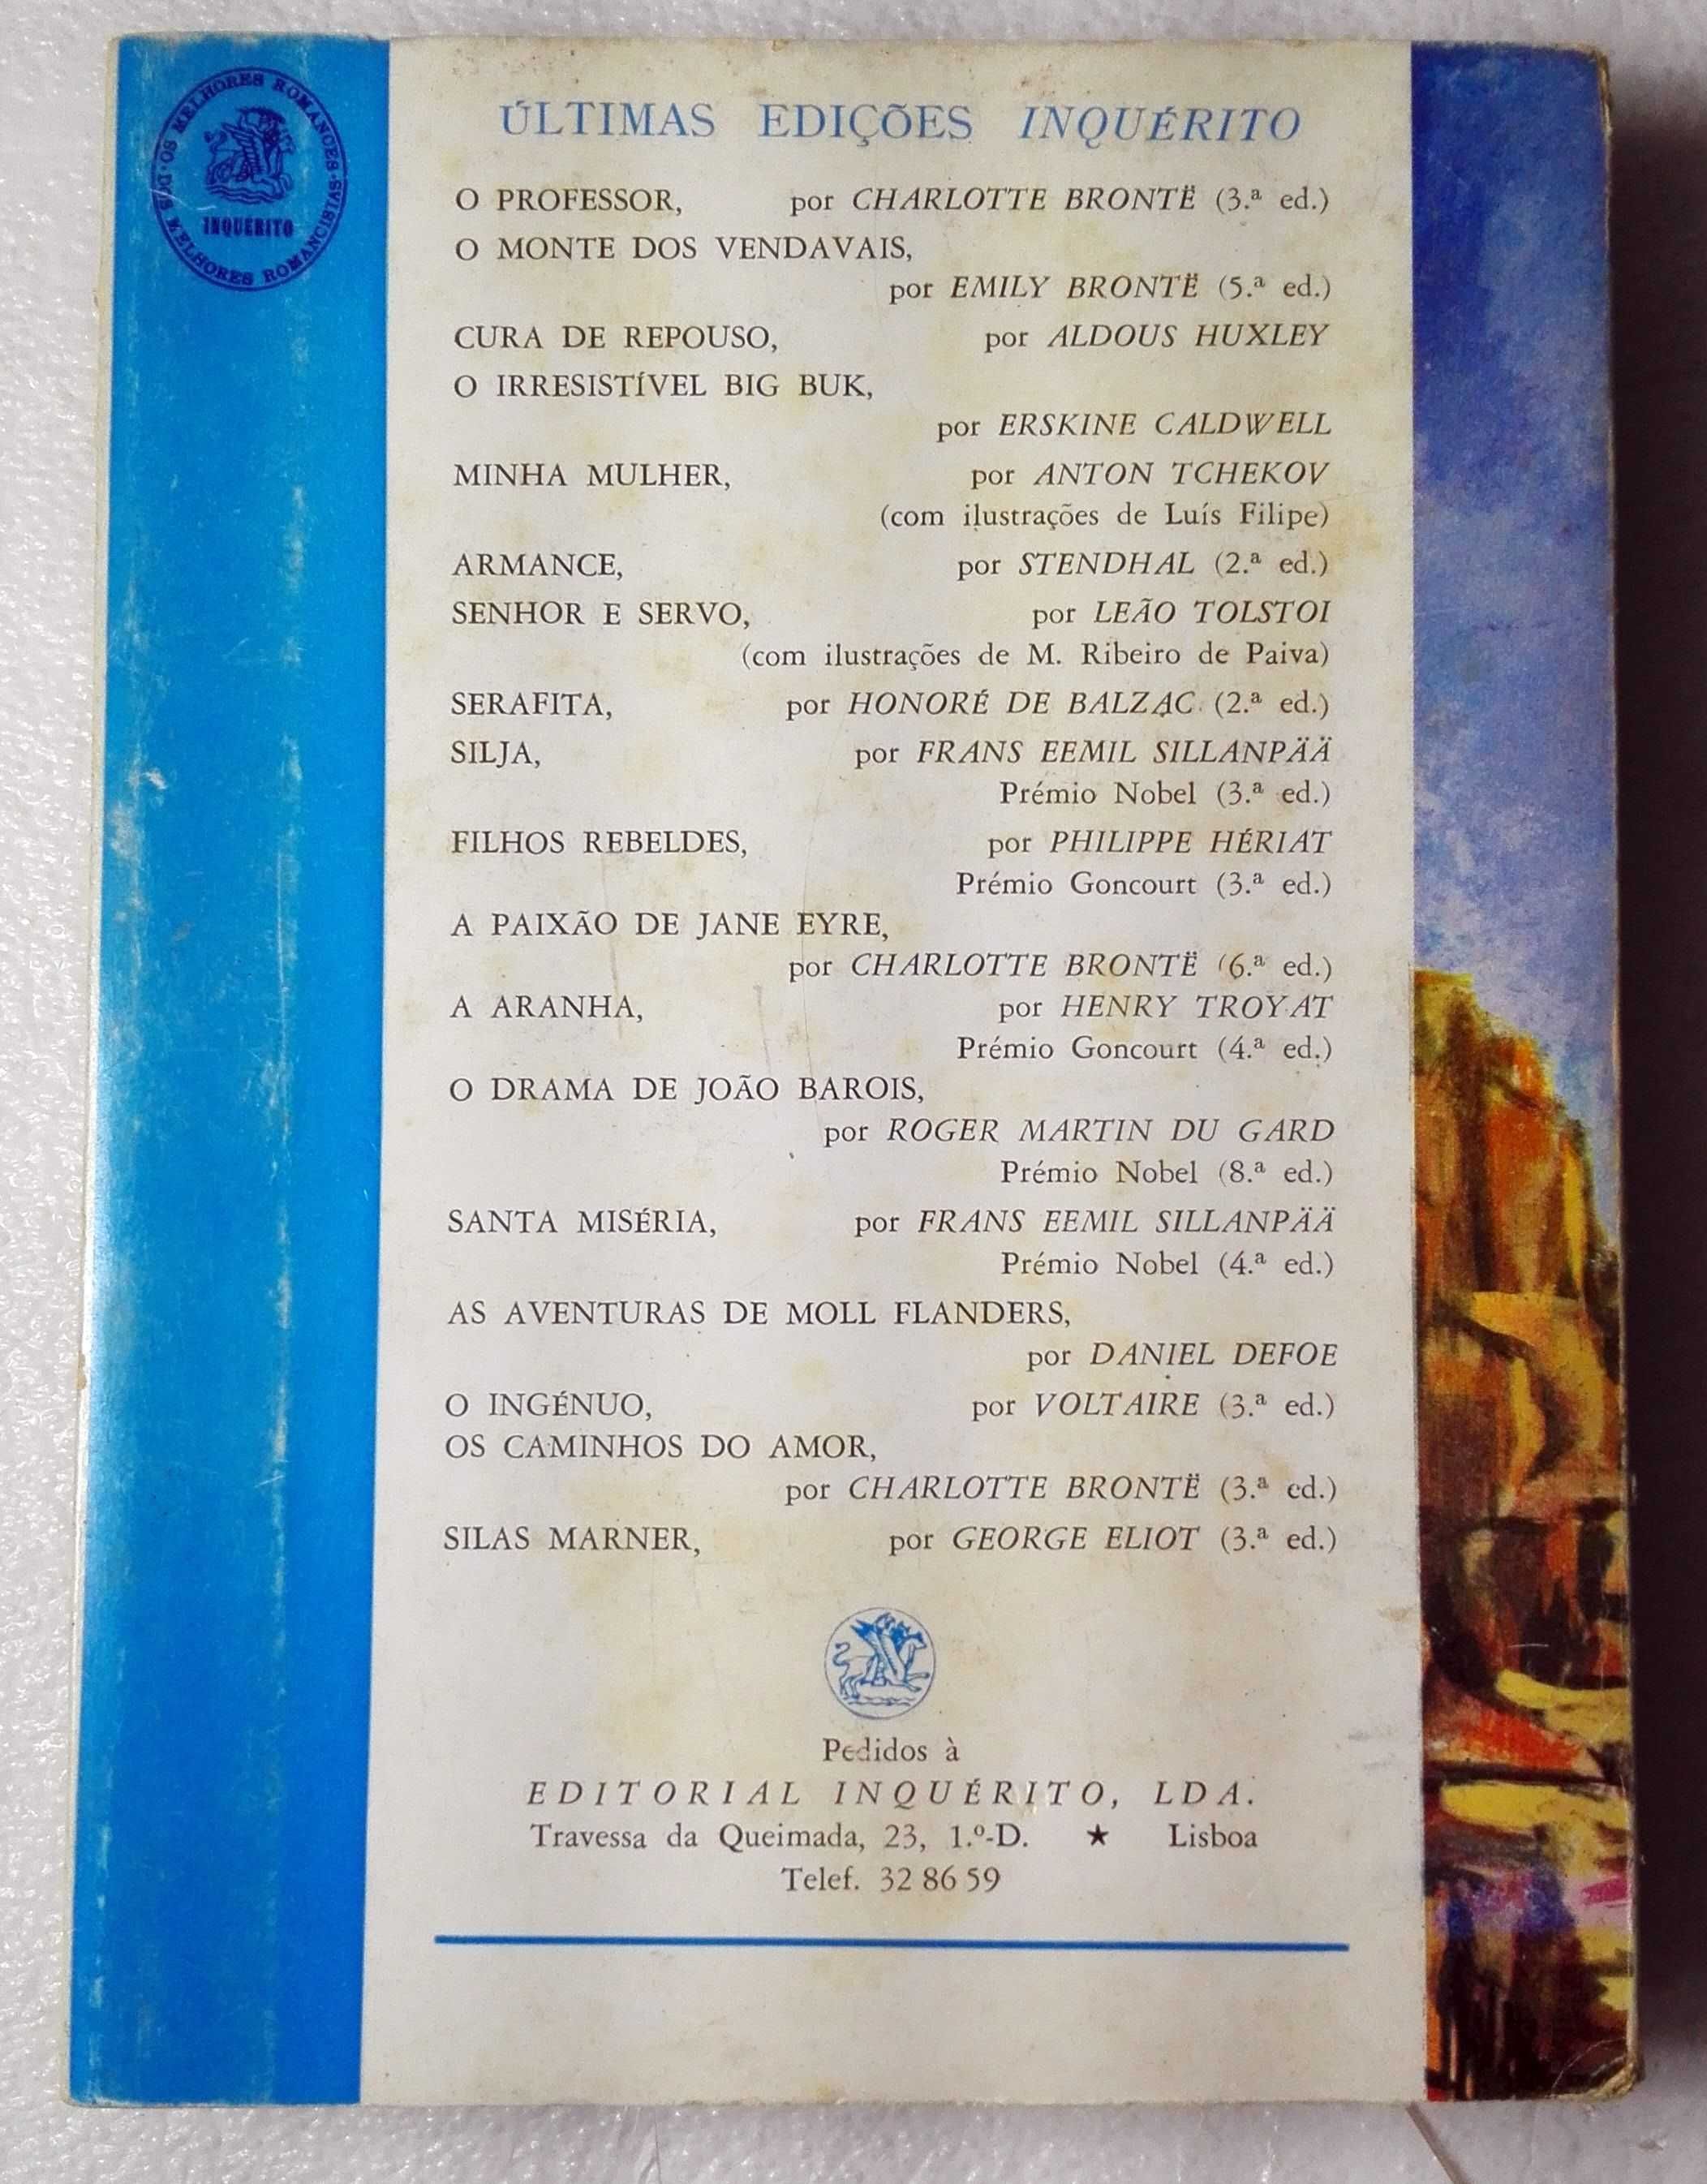 OS MELHORES ROMANCES · DOS MELHORES ROMANCISTAS ·
INQUÉRITO
ÚLTIMAS EDIÇÕES INQUÉRITO
O PROFESSOR, por CHARLOTTE BRONTË (3.ª ed.)
O MONTE DOS VENDAVAIS,
por EMILY BRONTË (5.ª ed.)
CURA DE REPOUSO, por ALDOUS HUXLEY
O IRRESISTÍVEL BIG BUK,
por ERSKINE CALDWELL
MINHA MULHER, por ANTON TCHEKOV
(com ilustrações de Luís Filipe)
ARMANCE, por STENDHAL (2.ª ed.)
SENHOR E SERVO, por LEÃO TOLSTOI
(com ilustrações de M. Ribeiro de Paiva)
SERAFITA, por HONORÉ DE BALZAC (2.ª ed.)
SILJA, por FRANS EEMIL SILLANPÄÄ
Prémio Nobel (3.ª ed.)
FILHOS REBELDES, por PHILIPPE HÉRIAT
Prémio Goncourt (3.ª ed.)
A PAIXÃO DE JANE EYRE,
por CHARLOTTE BRONTË (6.ª ed.)
A ARANHA, por HENRY TROYAT
Prémio Goncourt (4.ª ed.)
O DRAMA DE JOÃO BAROIS,
por ROGER MARTIN DU GARD
Prémio Nobel (8.ª ed.)
SANTA MISÉRIA, por FRANS EEMIL SILLANPÄÄ
Prémio Nobel (4.ª ed.)
AS AVENTURAS DE MOLL FLANDERS,
por DANIEL DEFOE
O INGÉNUO, por VOLTAIRE (3.ª ed.)
OS CAMINHOS DO AMOR,
por CHARLOTTE BRONTË (3.ª ed.)
SILAS MARNER, por GEORGE ELIOT (3.ª ed.)
Pedidos à
EDITORIAL INQUÉRITO, LDA.
Travessa da Queimada, 23, 1.º-D. ★ Lisboa
Telef. 32 86 59